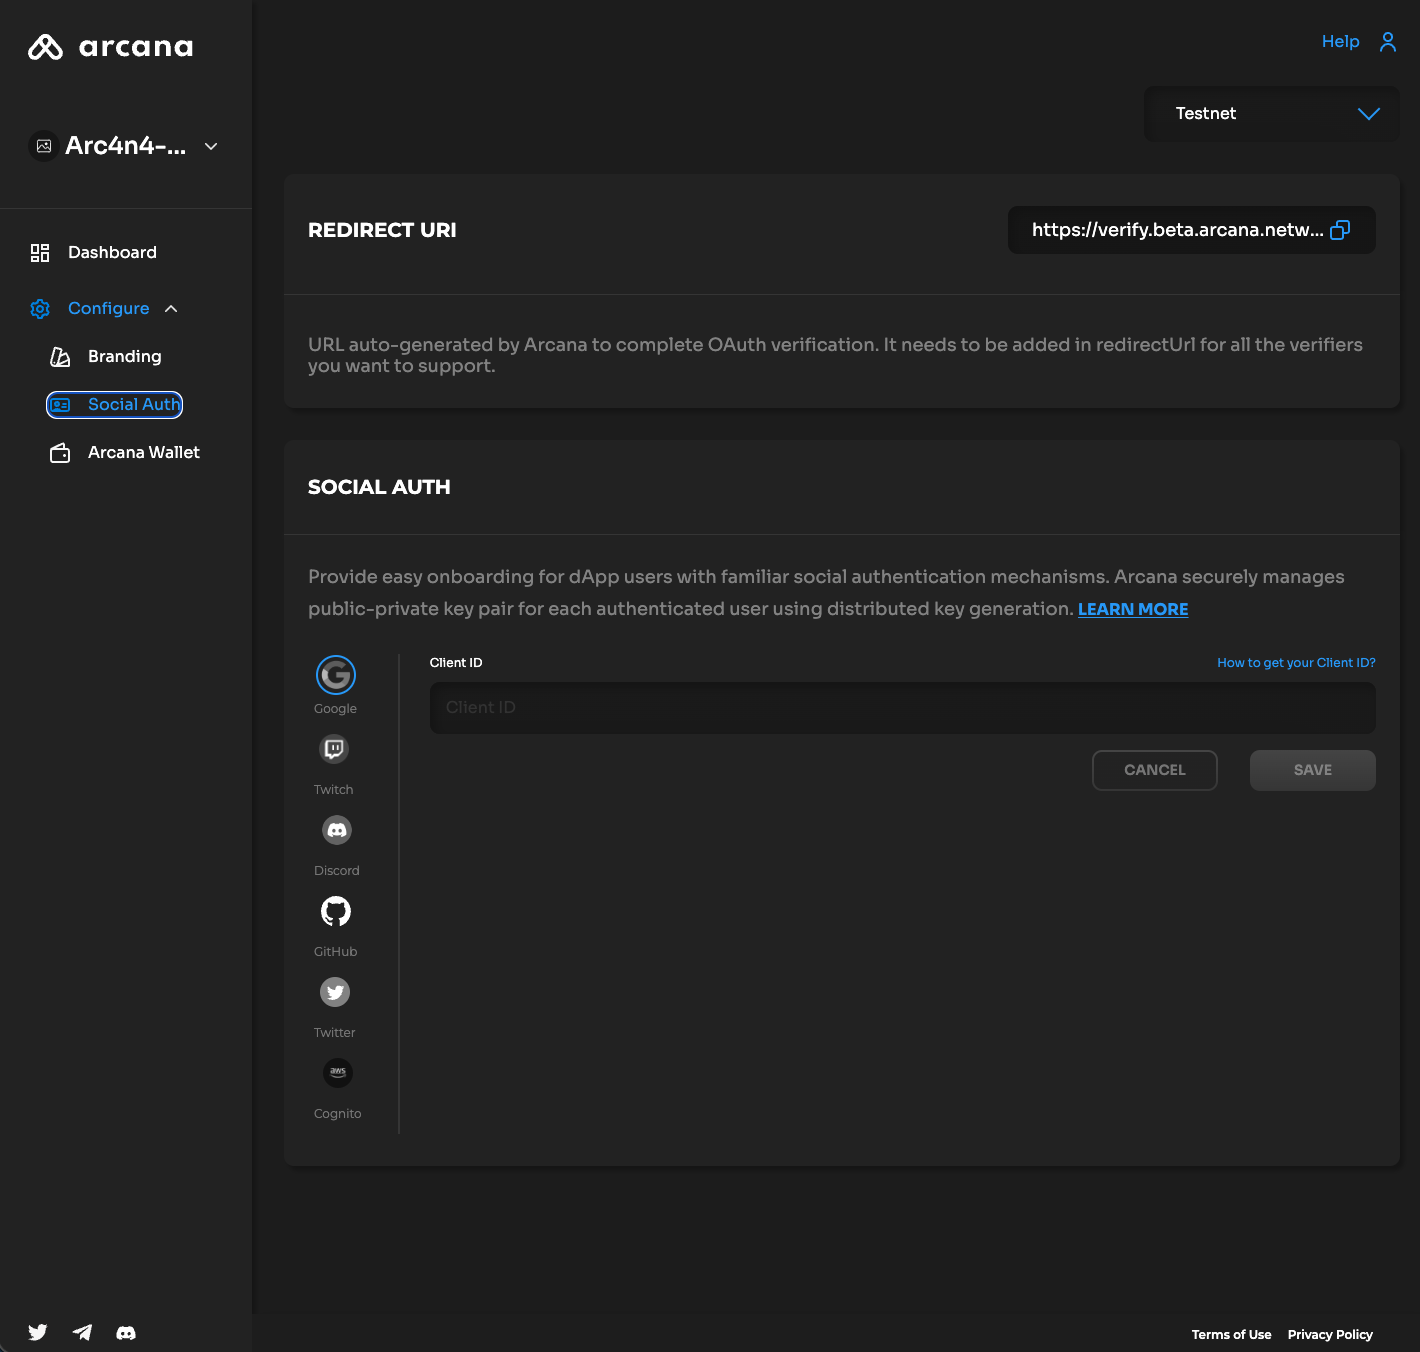 arcana
Help
Testnet
Arc4n4-...
Dashboard
Configure
Branding
Social Auth
Arcana Wallet
REDIRECT URI
https://verify.beta.arcana.netw...
URL auto-generated by Arcana to complete OAuth verification. It needs to be added in redirectUrl for all the verifiers
you want to support.
SOCIAL AUTH
Provide easy onboarding for dApp users with familiar social authentication mechanisms. Arcana securely manages
public-private key pair for each authenticated user using distributed key generation. LEARN MORE
Google
Twitch
Discord
GitHub
Twitter
aws
Cognito
Client ID
How to get your Client ID?
Client ID
CANCEL
SAVE
Terms of Use
Privacy Policy